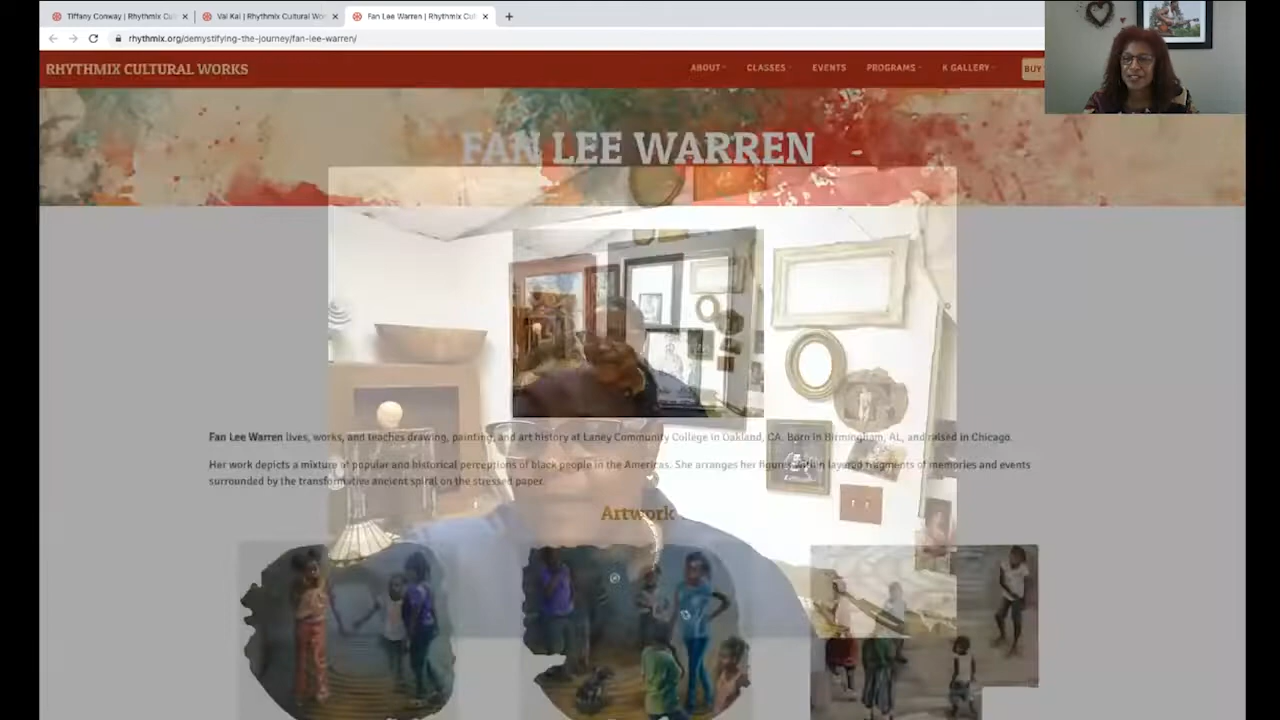 Tiffany Conway | Rhythmix Cul
Val Kai | Rhythmix Cultural Wor
Fan Lee Warren | Rhythmix Cul
rhythmix.org/demystifying-the-journey/fan-lee-warren/
RHYTHMIX CULTURAL WORKS
ABOUT CLASSES EVENTS PROGRAMS K GALLERY BUY
FAN LEE WARREN
Fan Lee Warren lives, works, and teaches drawing, painting, and art history at Laney Community College in Oakland, CA. Born in Birmingham, AL, and raised in Chicago.
Her work depicts a mixture of popular and historical perceptions of black people in the Americas. She arranges her figures within layered fragments of memories and events
surrounded by the transformative ancient spiral on the stressed paper.
Artwork